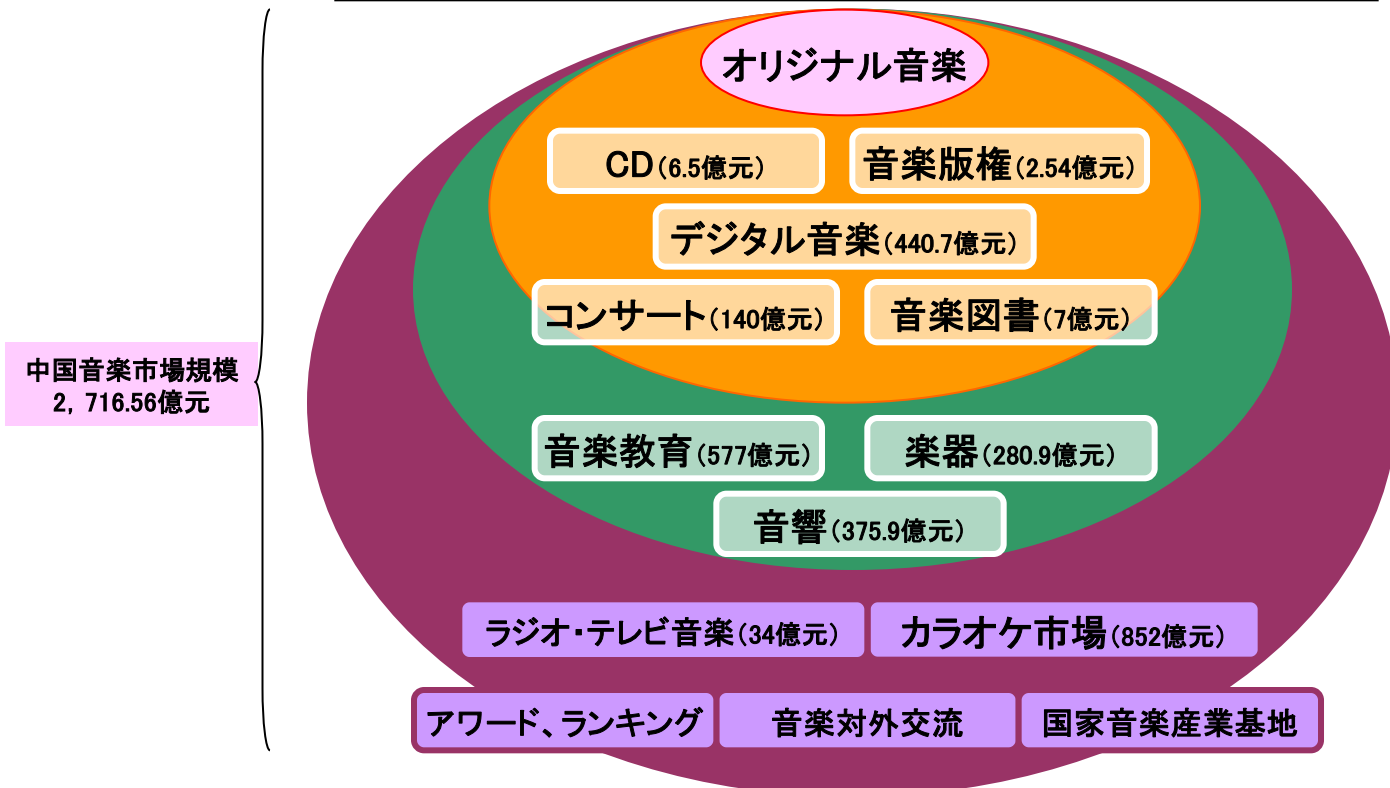 オリジナル音楽
CD(6.5億元)
音楽版権(2.54億元)
デジタル音楽(440.7億元)
コンサート(140億元)
音楽図書(7億元)
中国音楽市場規模
2,716.56億元
音楽教育(577億元)
楽器(280.9億元)
音響(375.9億元)
ラジオ・テレビ音楽(34億元)
カラオケ市場(852億元)
アワード、ランキング
音楽対外交流
国家音楽産業基地